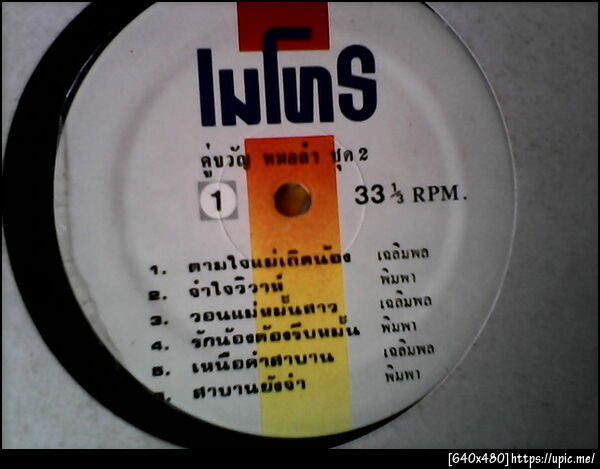 ไมโทร
คู่ขวัญ หมอลำ ชุด 2
1 33 ⅓ RPM.
1. ตามใจแม่เถิดน้อง เฉลิมพล
2. จำใจวิวาห์ พิมพา
3. วอนแม่หมั้นสาว เฉลิมพล
4. รักน้องต้องรีบหมั้น พิมพา
5. เหนือคำสาบาน เฉลิมพล
6. สาบานยังจำ พิมพา
[640x480]https://upic.me/